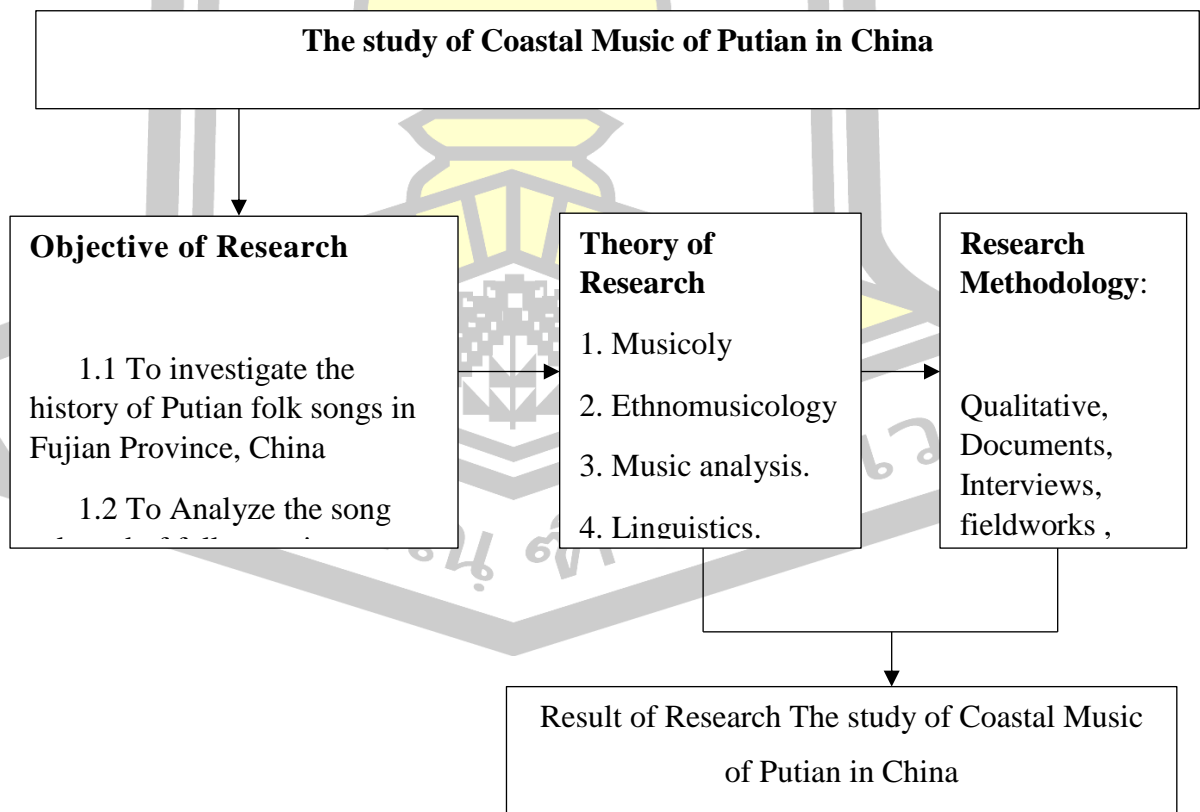 The study of Coastal Music of Putian in China
Objective of Research
1.1 To investigate the
history of Putian folk songs in
Fujian Province, China
1.2 To Analyze the song
Theory of
Research
1. Musicoly
2. Ethnomusicology
3. Music analysis.
4. Linguistics.
Research
Methodology:
Qualitative,
Documents,
Interviews,
fieldworks ,
Result of Research The study of Coastal Music
of Putian in China